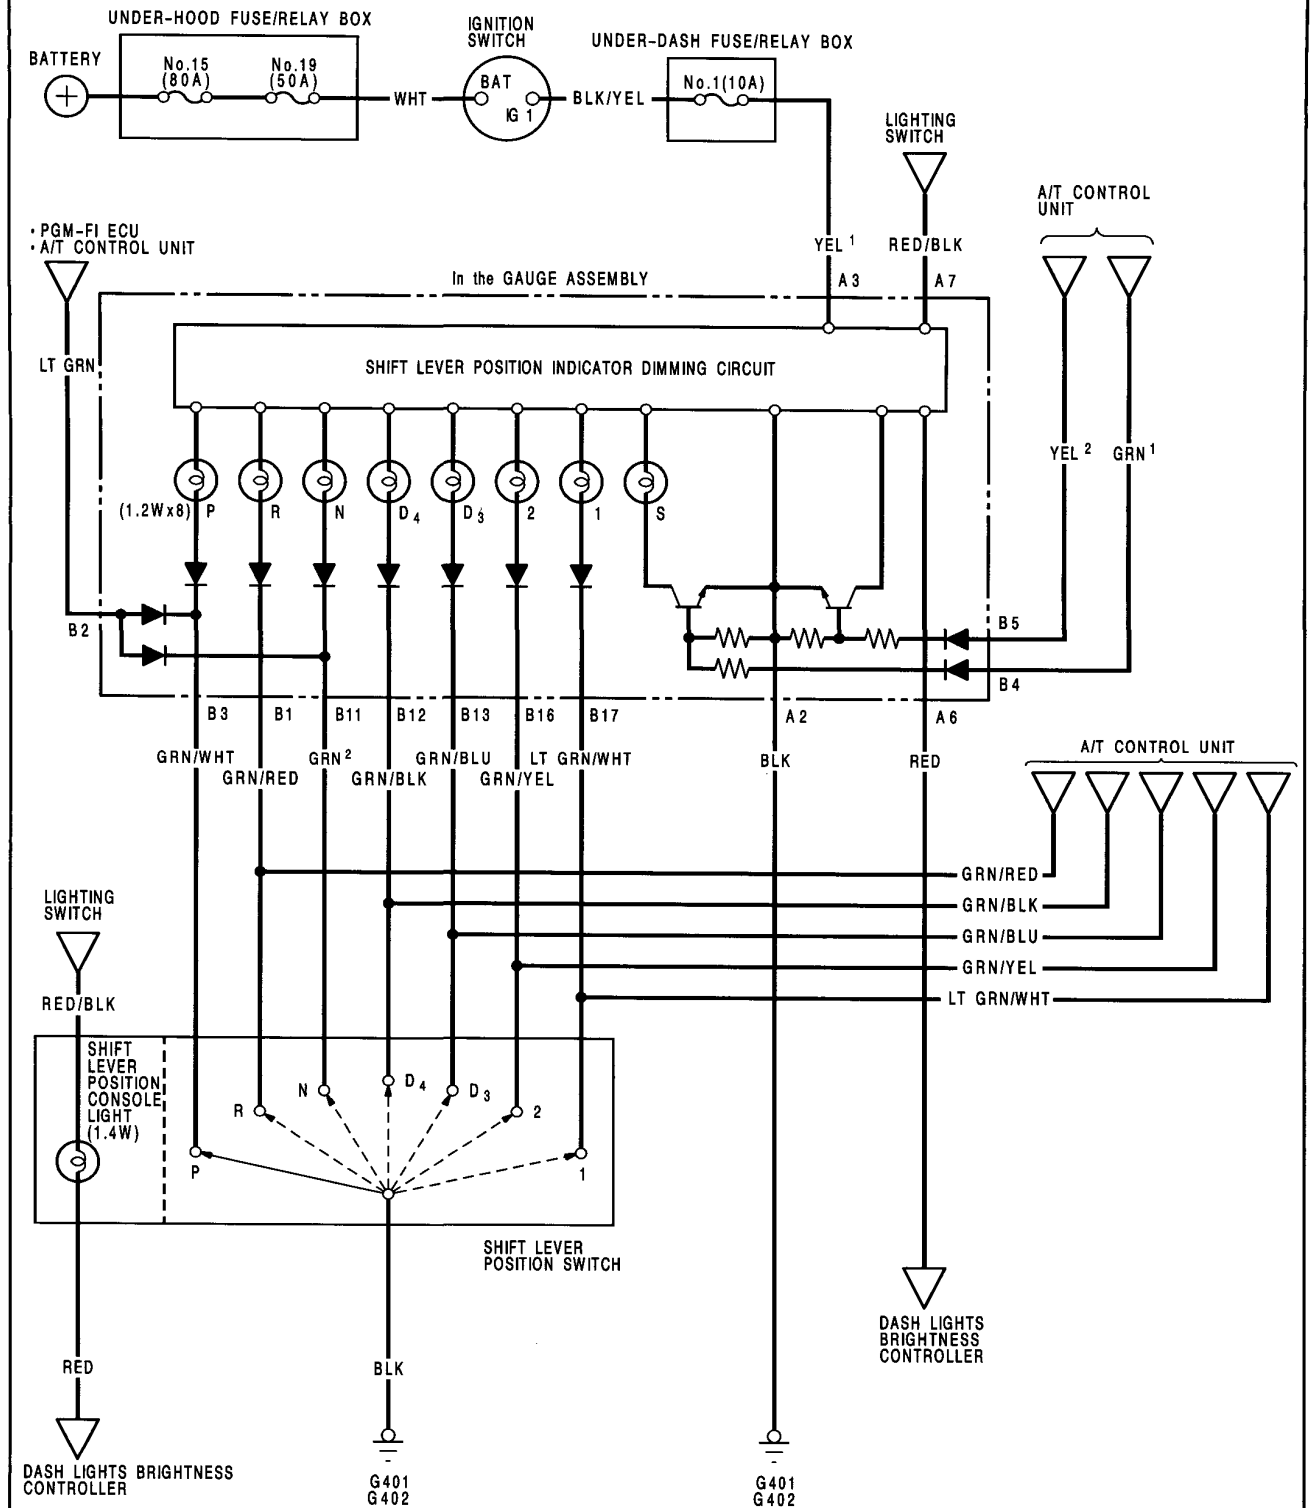 UNDER-HOOD FUSE/RELAY BOX
IGNITION
SWITCH
UNDER-DASH FUSE/RELAY BOX
BATTERY
No.15
(80A)
No.19
(50A)
WHT
BAT
IG 1
BLK/YEL
No.1(10A)
LIGHTING
SWITCH
A/T CONTROL
UNIT
• PGM-FI ECU
• A/T CONTROL UNIT
YEL 1
RED/BLK
In the GAUGE ASSEMBLY
A3
A7
LT GRN
SHIFT LEVER POSITION INDICATOR DIMMING CIRCUIT
YEL 2
GRN 1
(1.2Wx8)
P
R
N
D4
D3
2
1
S
B2
B5
B4
B3
B1
B11
B12
B13
B16
B17
A2
A6
GRN/WHT
GRN/RED
GRN 2
GRN/BLK
GRN/BLU
GRN/YEL
LT GRN/WHT
BLK
RED
A/T CONTROL UNIT
GRN/RED
GRN/BLK
GRN/BLU
GRN/YEL
LT GRN/WHT
LIGHTING
SWITCH
RED/BLK
SHIFT
LEVER
POSITION
CONSOLE
LIGHT
(1.4W)
P
R
N
D4
D3
2
1
SHIFT LEVER
POSITION SWITCH
DASH LIGHTS
BRIGHTNESS
CONTROLLER
RED
BLK
DASH LIGHTS BRIGHTNESS
CONTROLLER
G401
G402
G401
G402